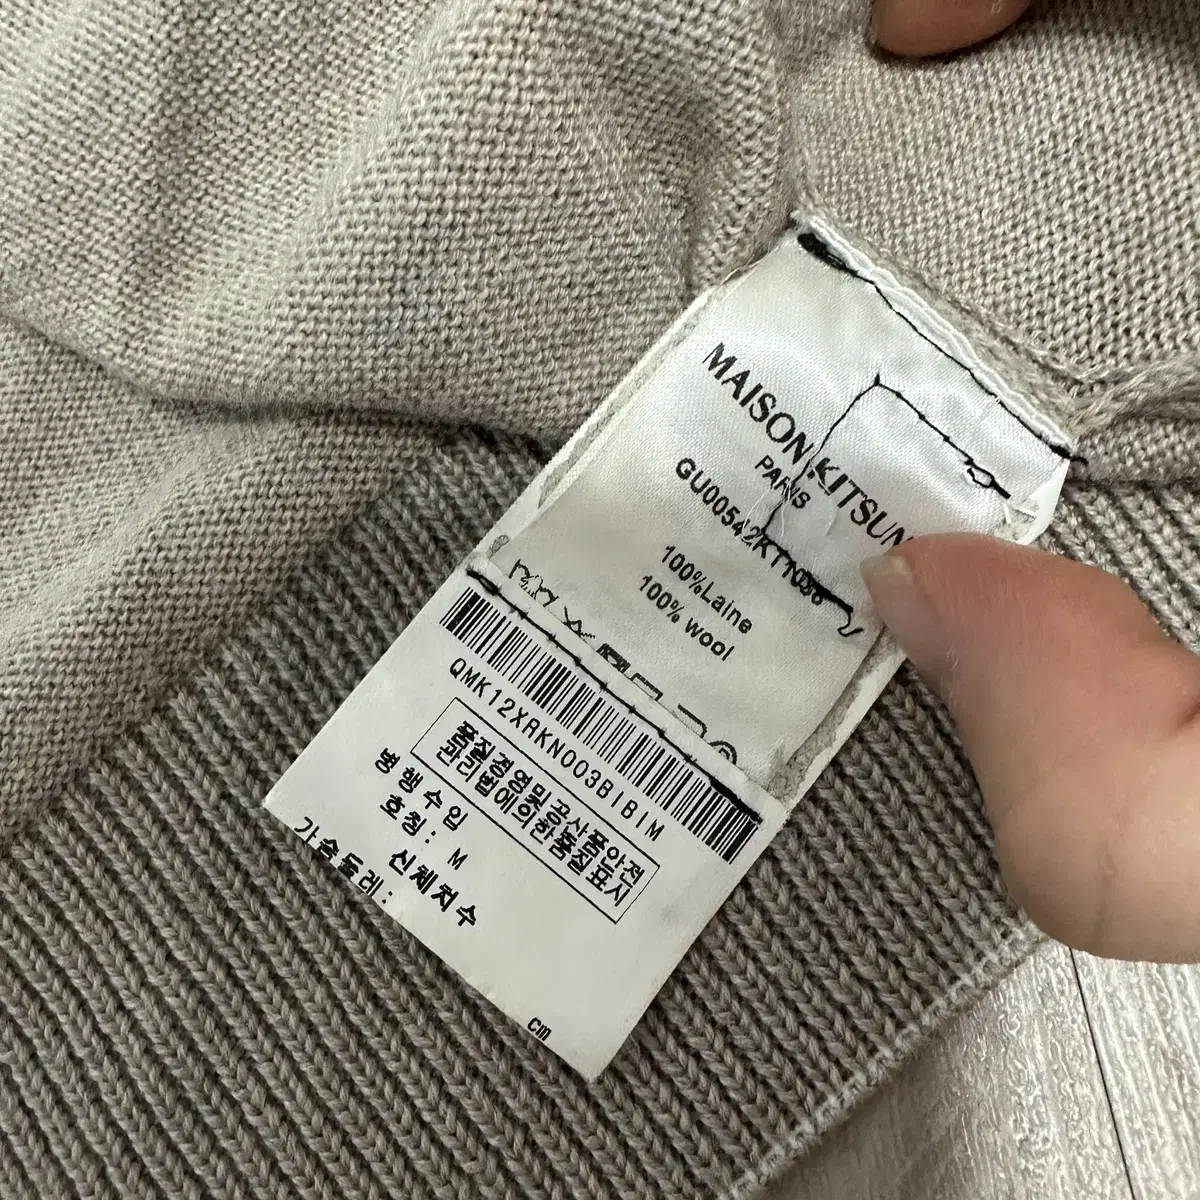 MAISON KITSUN
PARIS
GU00542KT1036
100%Laine
100% wool
QMK12XRKN003BIBIM
품질경영및공사품안전
관리법에의한품질표시
병행수입
호칭: M
신체치수
가슴둘레:
cm